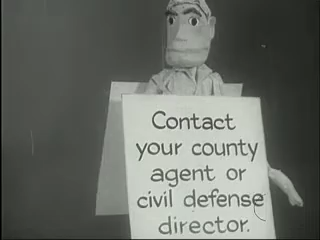 Contact
your county
agent or
civil defense
director.